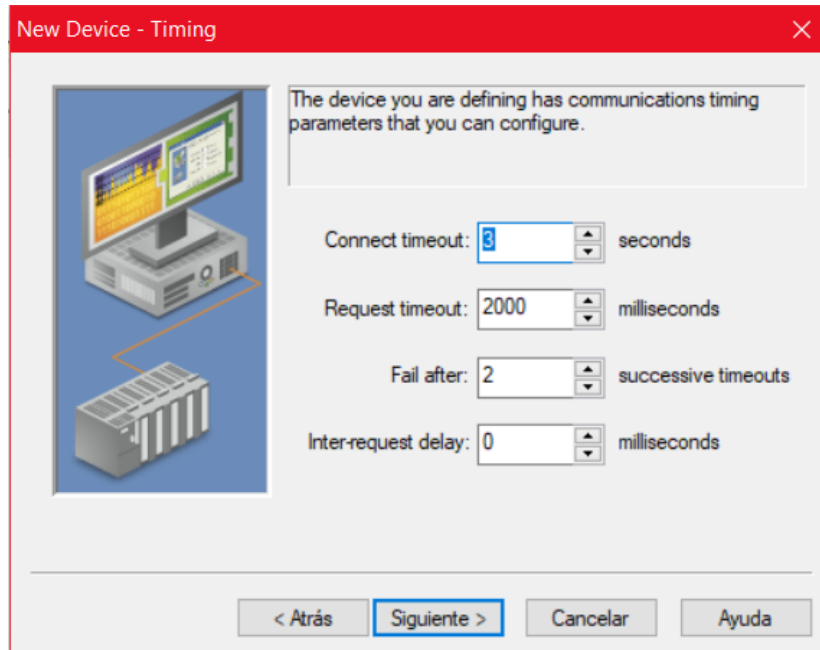 New Device - Timing
The device you are defining has communications timing
parameters that you can configure.
Connect timeout: 3 seconds
Request timeout: 2000 milliseconds
Fail after: 2 successive timeouts
Inter-request delay: 0 milliseconds
< Atrás Siguiente > Cancelar Ayuda